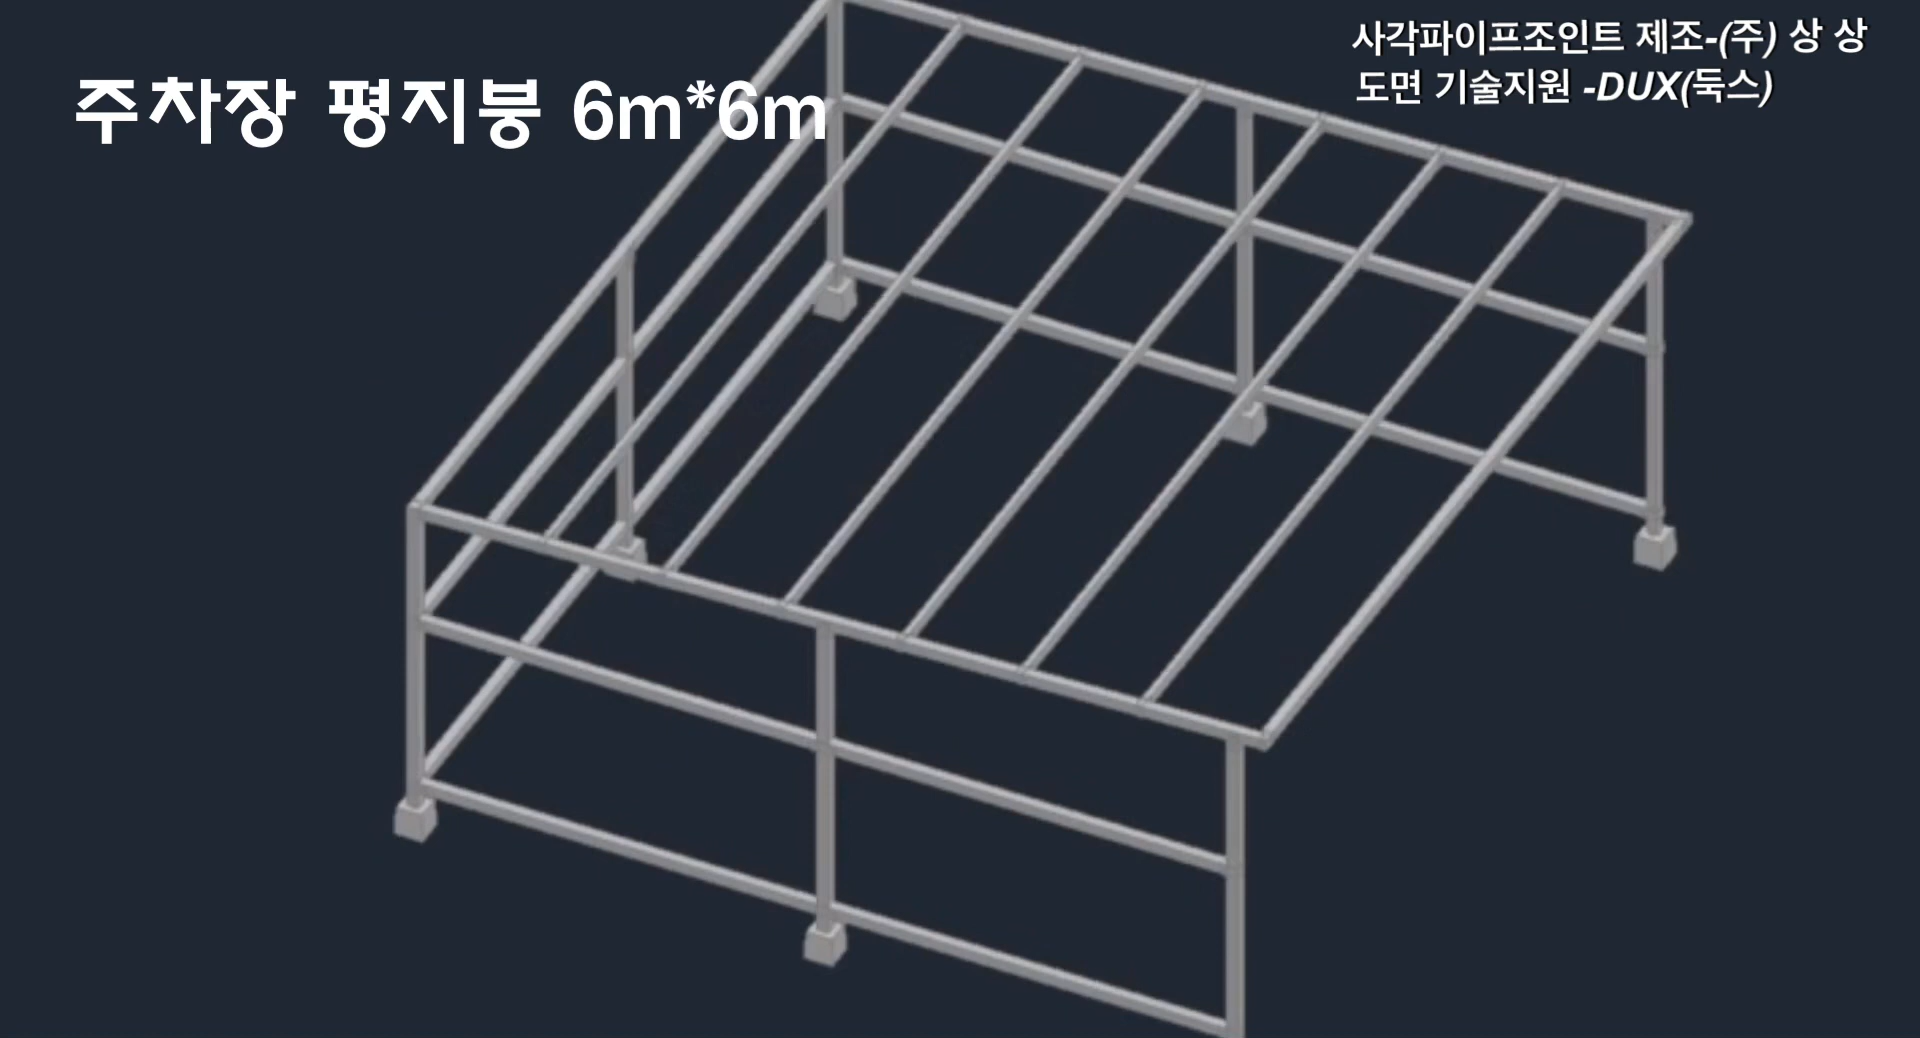 사각파이프조인트 제조-(주) 상 상
도면 기술지원 -DUX(둑스)
주차장 평지붕 6m*6m